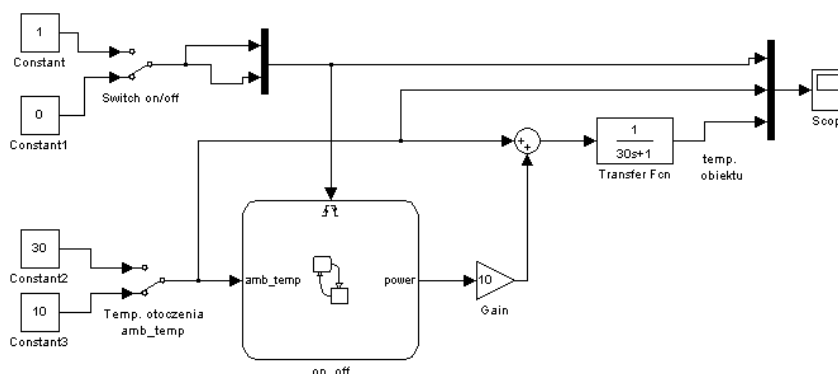 1
Constant
0
Constant1
Switch on/off
30
Constant2
10
Constant3
Temp. otoczenia
amb_temp
amb_temp
power
on_off
10
Gain
+
+
1
30s+1
Transfer Fcn
temp.
obiektu